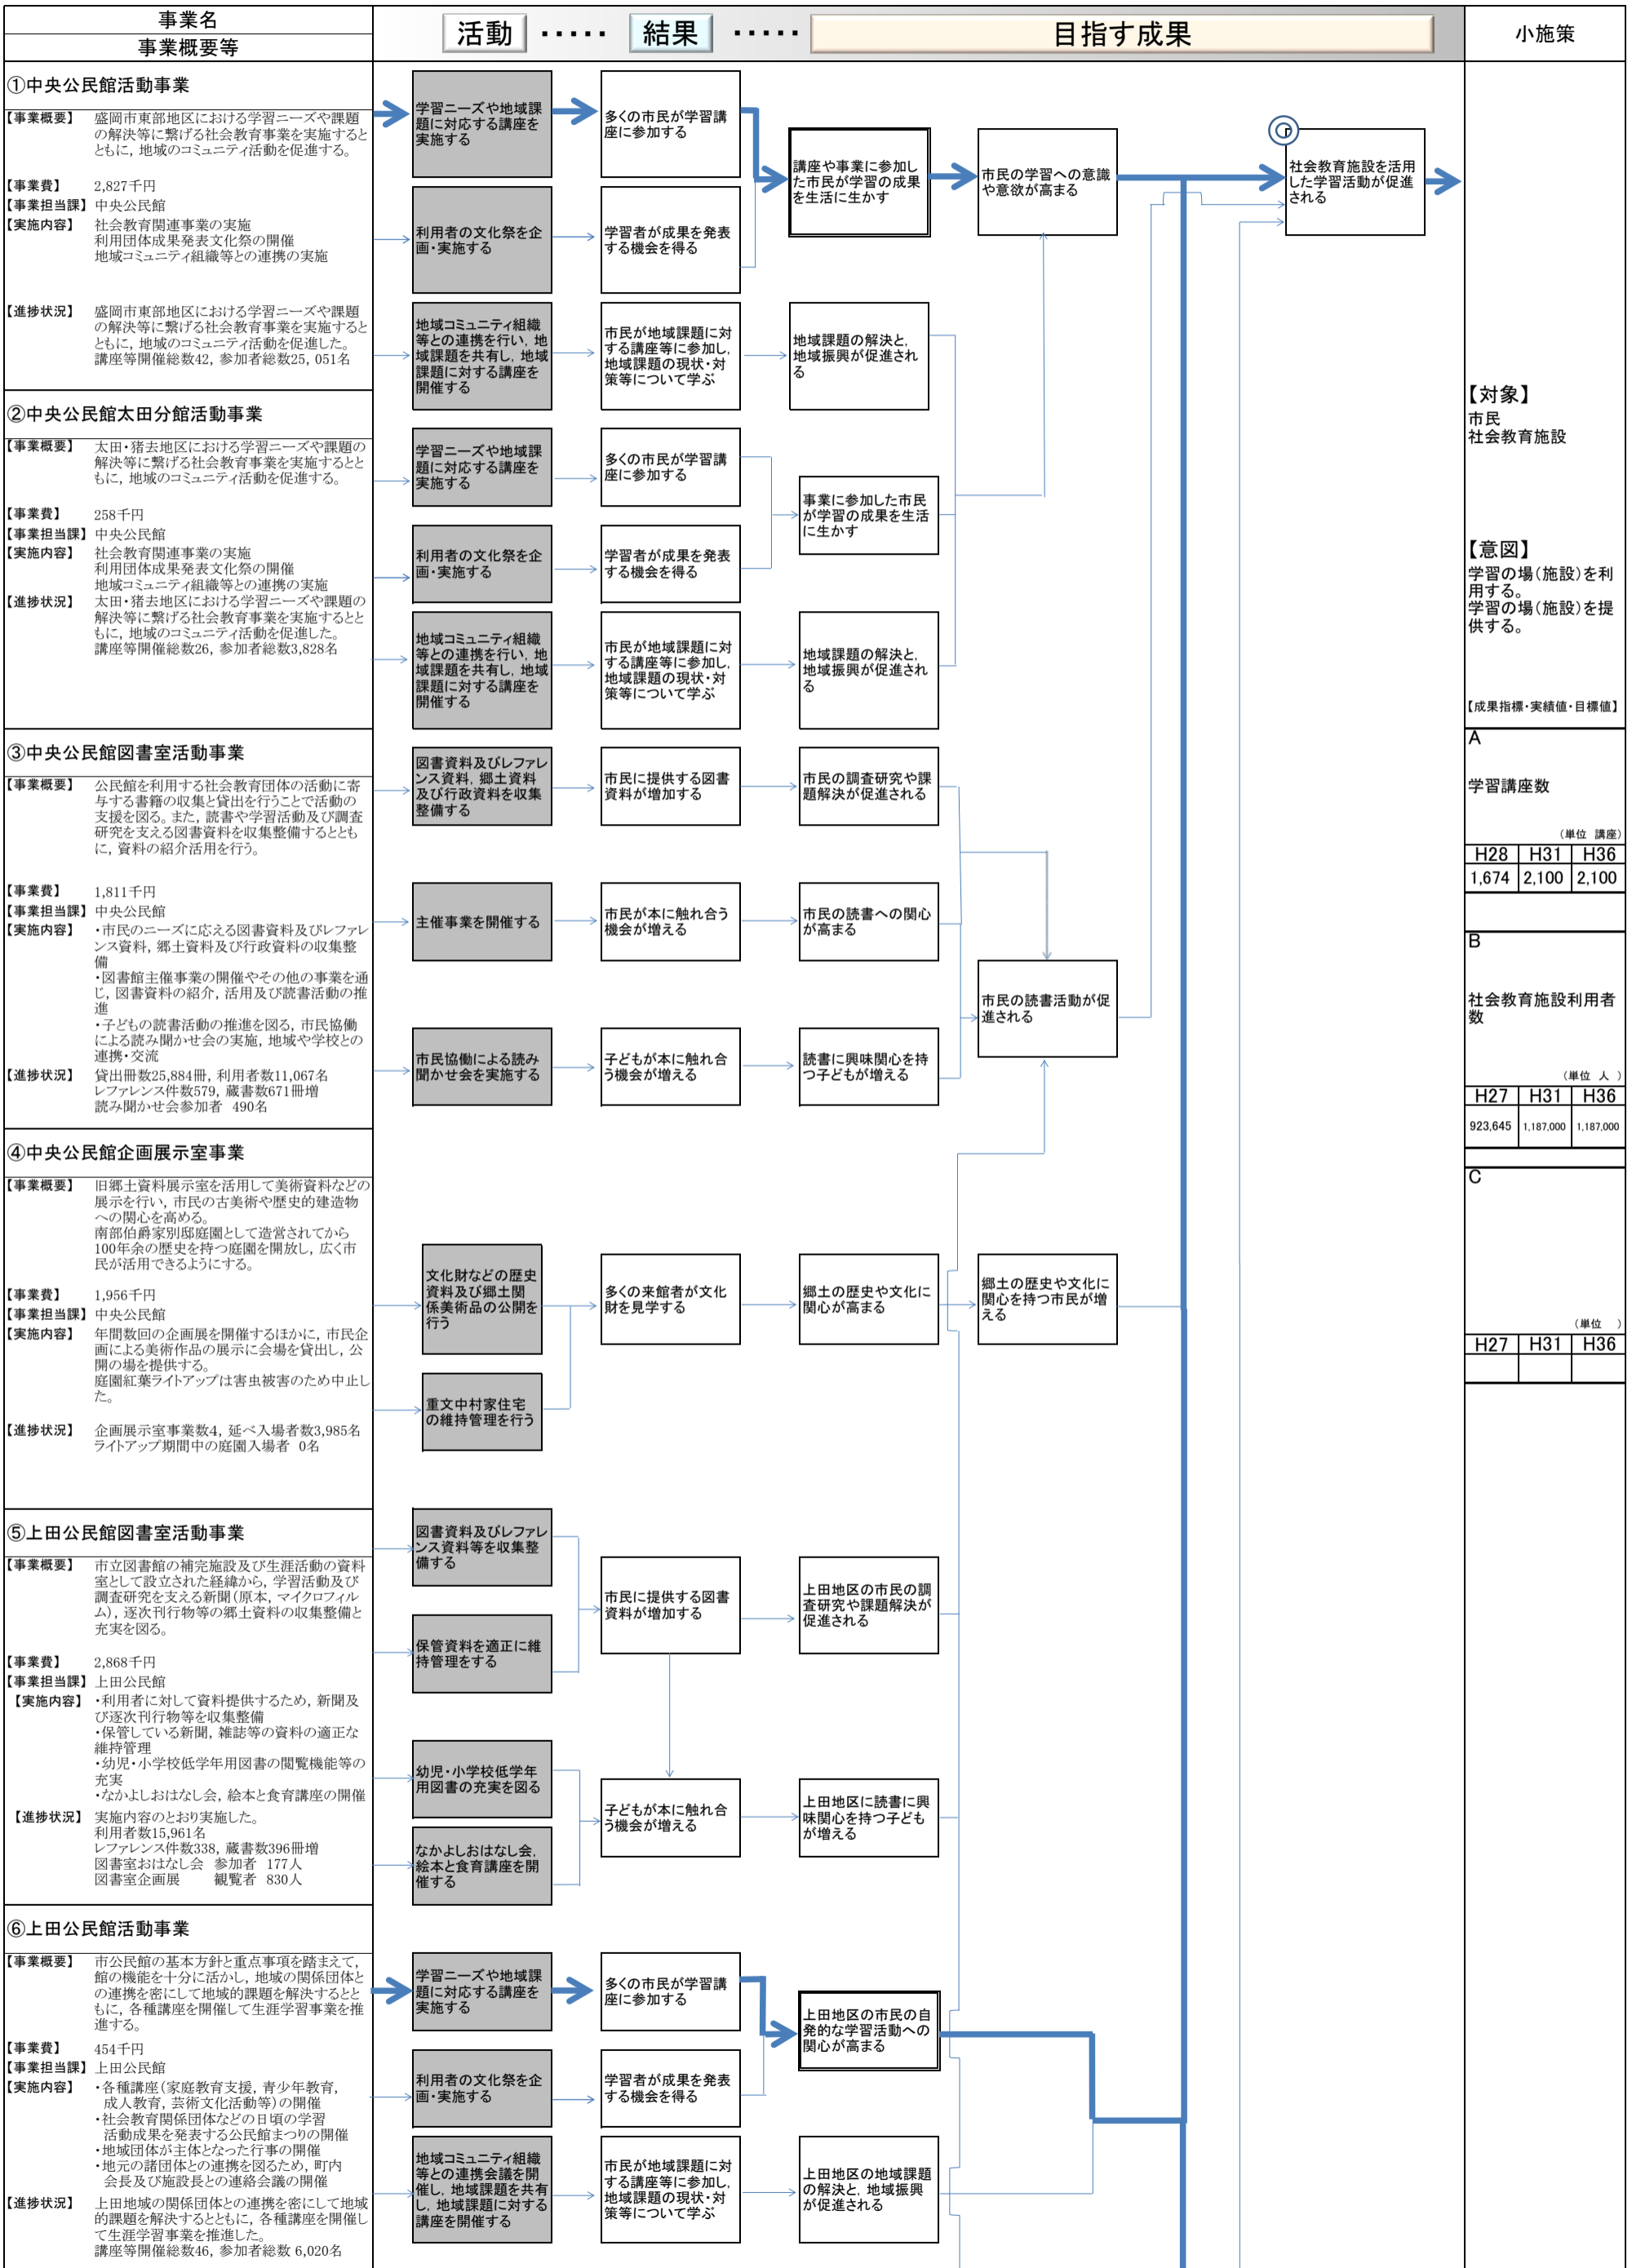 事業名
事業概要等
活動 ・・・・・ 結果 ・・・・・ 目指す成果
小施策
①中央公民館活動事業
【事業概要】 盛岡市東部地区における学習ニーズや課題
の解決等に繋げる社会教育事業を実施すると
ともに，地域のコミュニティ活動を促進する。
【事業費】 2,827千円
【事業担当課】 中央公民館
【実施内容】 社会教育関連事業の実施
利用団体成果発表文化祭の開催
地域コミュニティ組織等との連携の実施
【進捗状況】 盛岡市東部地区における学習ニーズや課題
の解決等に繋げる社会教育事業を実施すると
ともに，地域のコミュニティ活動を促進した。
講座等開催総数42，参加者総数25，051名
学習ニーズや地域課
題に対応する講座を
実施する
多くの市民が学習講
座に参加する
利用者の文化祭を企
画・実施する
学習者が成果を発表
する機会を得る
講座や事業に参加し
た市民が学習の成果
を生活に生かす
市民の学習への意識
や意欲が高まる
社会教育施設を活用
した学習活動が促進
される
地域コミュニティ組織
等との連携を行い，地
域課題を共有し，地域
課題に対する講座を
開催する
市民が地域課題に対
する講座等に参加し，
地域課題の現状・対
策等について学ぶ
地域課題の解決と，
地域振興が促進され
る
②中央公民館太田分館活動事業
【事業概要】 太田・猪去地区における学習ニーズや課題の
解決等に繋げる社会教育事業を実施するとと
もに，地域のコミュニティ活動を促進する。
【事業費】 258千円
【事業担当課】 中央公民館
【実施内容】 社会教育関連事業の実施
利用団体成果発表文化祭の開催
地域コミュニティ組織等との連携の実施
【進捗状況】 太田・猪去地区における学習ニーズや課題の
解決等に繋げる社会教育事業を実施するとと
もに，地域のコミュニティ活動を促進した。
講座等開催総数26，参加者総数3,828名
学習ニーズや地域課
題に対応する講座を
実施する
多くの市民が学習講
座に参加する
利用者の文化祭を企
画・実施する
学習者が成果を発表
する機会を得る
事業に参加した市民
が学習の成果を生活
に生かす
地域コミュニティ組織
等との連携を行い，地
域課題を共有し，地域
課題に対する講座を
開催する
市民が地域課題に対
する講座等に参加し，
地域課題の現状・対
策等について学ぶ
地域課題の解決と，
地域振興が促進され
る
③中央公民館図書室活動事業
【事業概要】 公民館を利用する社会教育団体の活動に寄
与する書籍の収集と貸出を行うことで活動の
支援を図る。また，読書や学習活動及び調査
研究を支える図書資料を収集整備するととも
に，資料の紹介活用を行う。
【事業費】 1,811千円
【事業担当課】 中央公民館
【実施内容】 ・市民のニーズに応える図書資料及びレファレ
ンス資料，郷土資料及び行政資料の収集整
備
・図書館主催事業の開催やその他の事業を通
じ，図書資料の紹介，活用及び読書活動の推
進
・子どもの読書活動の推進を図る，市民協働
による読み聞かせ会の実施，地域や学校との
連携・交流
【進捗状況】 貸出冊数25,884冊，利用者数11,067名
レファレンス件数579，蔵書数671冊増
読み聞かせ会参加者 490名
図書資料及びレファレ
ンス資料，郷土資料
及び行政資料を収集
整備する
市民に提供する図書
資料が増加する
市民の調査研究や課
題解決が促進される
主催事業を開催する
市民が本に触れ合う
機会が増える
市民の読書への関心
が高まる
市民の読書活動が促
進される
市民協働による読み
聞かせ会を実施する
子どもが本に触れ合
う機会が増える
読書に興味関心を持
つ子どもが増える
④中央公民館企画展示室事業
【事業概要】 旧郷土資料展示室を活用して美術資料などの
展示を行い，市民の古美術や歴史的建造物
への関心を高める。
南部伯爵家別邸庭園として造営されてから
100年余の歴史を持つ庭園を開放し，広く市
民が活用できるようにする。
【事業費】 1,956千円
【事業担当課】 中央公民館
【実施内容】 年間数回の企画展を開催するほかに，市民企
画による美術作品の展示に会場を貸出し，公
開の場を提供する。
庭園紅葉ライトアップは害虫被害のため中止し
た。
【進捗状況】 企画展示室事業数4，延べ入場者数3,985名
ライトアップ期間中の庭園入場者 0名
文化財などの歴史
資料及び郷土関
係美術品の公開を
行う
多くの来館者が文化
財を見学する
郷土の歴史や文化に
関心が高まる
郷土の歴史や文化に
関心を持つ市民が増
える
重文中村家住宅
の維持管理を行う
⑤上田公民館図書室活動事業
【事業概要】 市立図書館の補完施設及び生涯活動の資料
室として設立された経緯から，学習活動及び
調査研究を支える新聞（原本，マイクロフィル
ム），逐次刊行物等の郷土資料の収集整備と
充実を図る。
【事業費】 2,868千円
【事業担当課】 上田公民館
【実施内容】 ・利用者に対して資料提供するため，新聞及
び逐次刊行物等を収集整備
・保管している新聞，雑誌等の資料の適正な
維持管理
・幼児・小学校低学年用図書の閲覧機能等の
充実
・なかよしおはなし会，絵本と食育講座の開催
【進捗状況】 実施内容のとおり実施した。
利用者数15,961名
レファレンス件数338，蔵書数396冊増
図書室おはなし会 参加者 177人
図書室企画展 観覧者 830人
図書資料及びレファレ
ンス資料等を収集整
備する
保管資料を適正に維
持管理をする
市民に提供する図書
資料が増加する
上田地区の市民の調
査研究や課題解決が
促進される
幼児・小学校低学年
用図書の充実を図る
なかよしおはなし会，
絵本と食育講座を開
催する
子どもが本に触れ合
う機会が増える
上田地区に読書に興
味関心を持つ子ども
が増える
⑥上田公民館活動事業
【事業概要】 市公民館の基本方針と重点事項を踏まえて，
館の機能を十分に活かし，地域の関係団体と
の連携を密にして地域的課題を解決するとと
もに，各種講座を開催して生涯学習事業を推
進する。
【事業費】 454千円
【事業担当課】 上田公民館
【実施内容】 ・各種講座（家庭教育支援，青少年教育，
成人教育，芸術文化活動等）の開催
・社会教育関係団体などの日頃の学習
活動成果を発表する公民館まつりの開催
・地域団体が主体となった行事の開催
・地元の諸団体との連携を図るため，町内
会長及び施設長との連絡会議の開催
【進捗状況】 上田地域の関係団体との連携を密にして地域
的課題を解決するとともに，各種講座を開催し
て生涯学習事業を推進した。
講座等開催総数46，参加者総数 6,020名
学習ニーズや地域課
題に対応する講座を
実施する
多くの市民が学習講
座に参加する
利用者の文化祭を企
画・実施する
学習者が成果を発表
する機会を得る
上田地区の市民の自
発的な学習活動への
関心が高まる
地域コミュニティ組織
等との連携会議を開
催し，地域課題を共有
し，地域課題に対する
講座を開催する
市民が地域課題に対
する講座等に参加し，
地域課題の現状・対
策等について学ぶ
上田地区の地域課題
の解決と，地域振興
が促進される
【対象】
市民
社会教育施設
【意図】
学習の場（施設）を利
用する。
学習の場（施設）を提
供する。
【成果指標・実績値・目標値】
A
学習講座数
（単位 講座）
H28 H31 H36
1,674 2,100 2,100
B
社会教育施設利用者
数
（単位 人 ）
H27 H31 H36
923,645 1,187,000 1,187,000
C
（単位 ）
H27 H31 H36